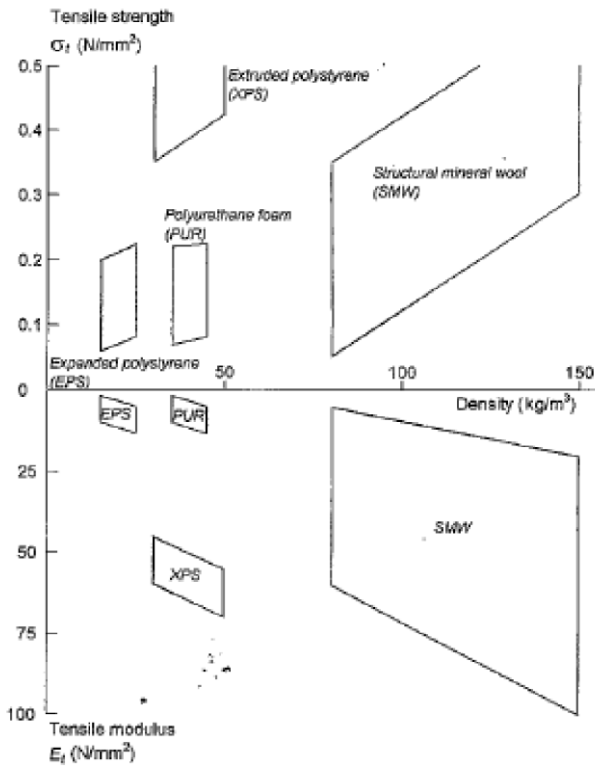 Tensile strength
σt (N/mm²)
0.5
Extruded polystyrene
(XPS)
0.4
Structural mineral wool
(SMW)
0.3
Polyurethane foam
(PUR)
0.2
0.1
Expanded polystyrene
(EPS)
50
100
150
0
Density (kg/m³)
EPS
PUR
25
SMW
50
XPS
75
100
Tensile modulus
Et (N/mm²)